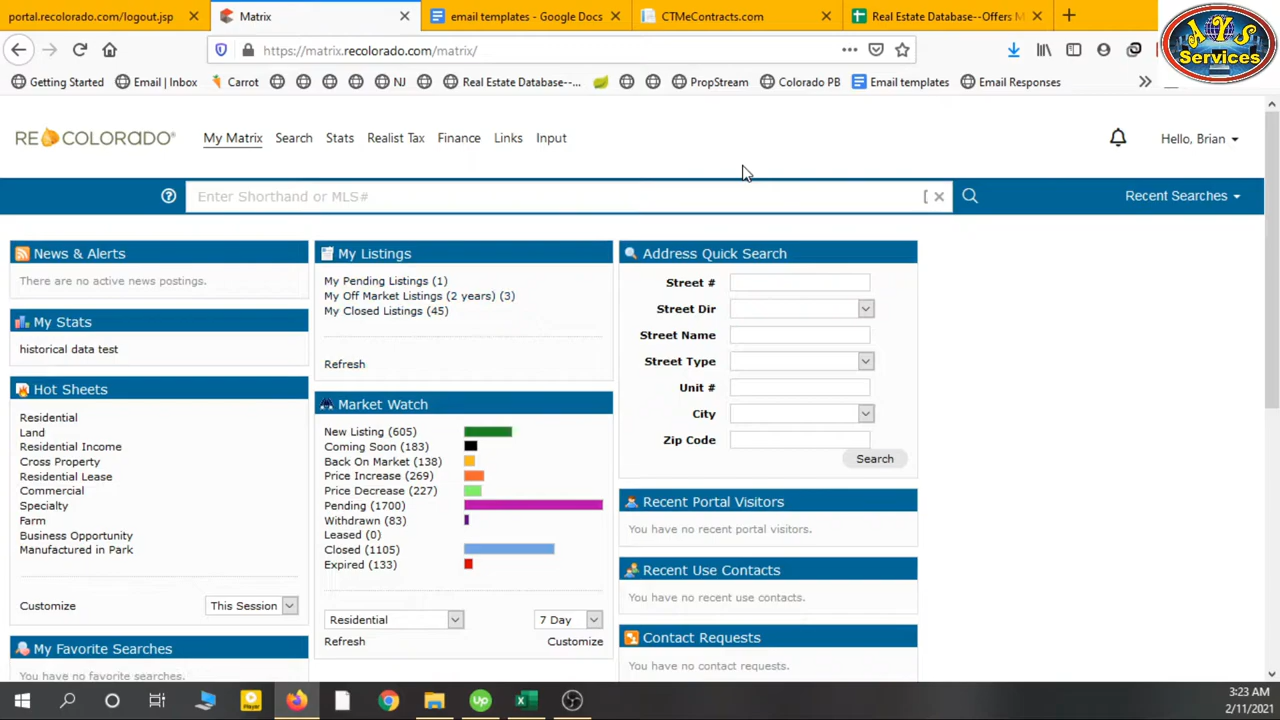 portal.recolorado.com/logout.jsp
Matrix
email templates - Google Docs
CTMeContracts.com
Real Estate Database--Offers M
https://matrix.recolorado.com/matrix/
Getting Started
Email | Inbox
Carrot
NJ
Real Estate Database--...
PropStream
Colorado PB
Email templates
Email Responses
AYS
Services
RECOLORADO®
My Matrix
Search
Stats
Realist Tax
Finance
Links
Input
Hello, Brian
Enter Shorthand or MLS#
Recent Searches
News & Alerts
There are no active news postings.
My Stats
historical data test
Hot Sheets
Residential
Land
Residential Income
Cross Property
Residential Lease
Commercial
Specialty
Farm
Business Opportunity
Manufactured in Park
Customize
This Session
My Favorite Searches
You have no favorite searches.
My Listings
My Pending Listings (1)
My Off Market Listings (2 years) (3)
My Closed Listings (45)
Refresh
Market Watch
New Listing (605)
Coming Soon (183)
Back On Market (138)
Price Increase (269)
Price Decrease (227)
Pending (1700)
Withdrawn (83)
Leased (0)
Closed (1105)
Expired (133)
Residential
7 Day
Refresh
Customize
Address Quick Search
Street #
Street Dir
Street Name
Street Type
Unit #
City
Zip Code
Search
Recent Portal Visitors
You have no recent portal visitors.
Recent Use Contacts
You have no recent use contacts.
Contact Requests
You have no contact requests.
3:23 AM
2/11/2021